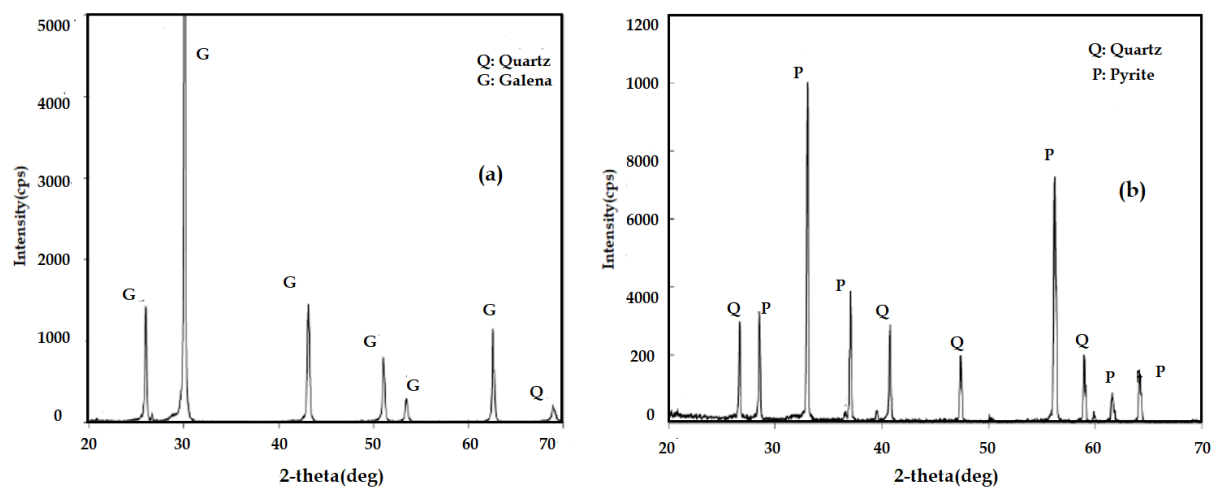 5000
4000
3000
2000
1000
0
Intensity(cps)
Q: Quartz
G: Galena
(a)
G
G
G
G
G
G
Q
20
30
40
50
60
70
2-theta(deg)
1200
1000
8000
6000
4000
200
0
Intensity(cps)
Q: Quartz
P: Pyrite
(b)
Q
P
P
P
Q
Q
P
Q
P
P
20
30
40
50
60
70
2-theta(deg)